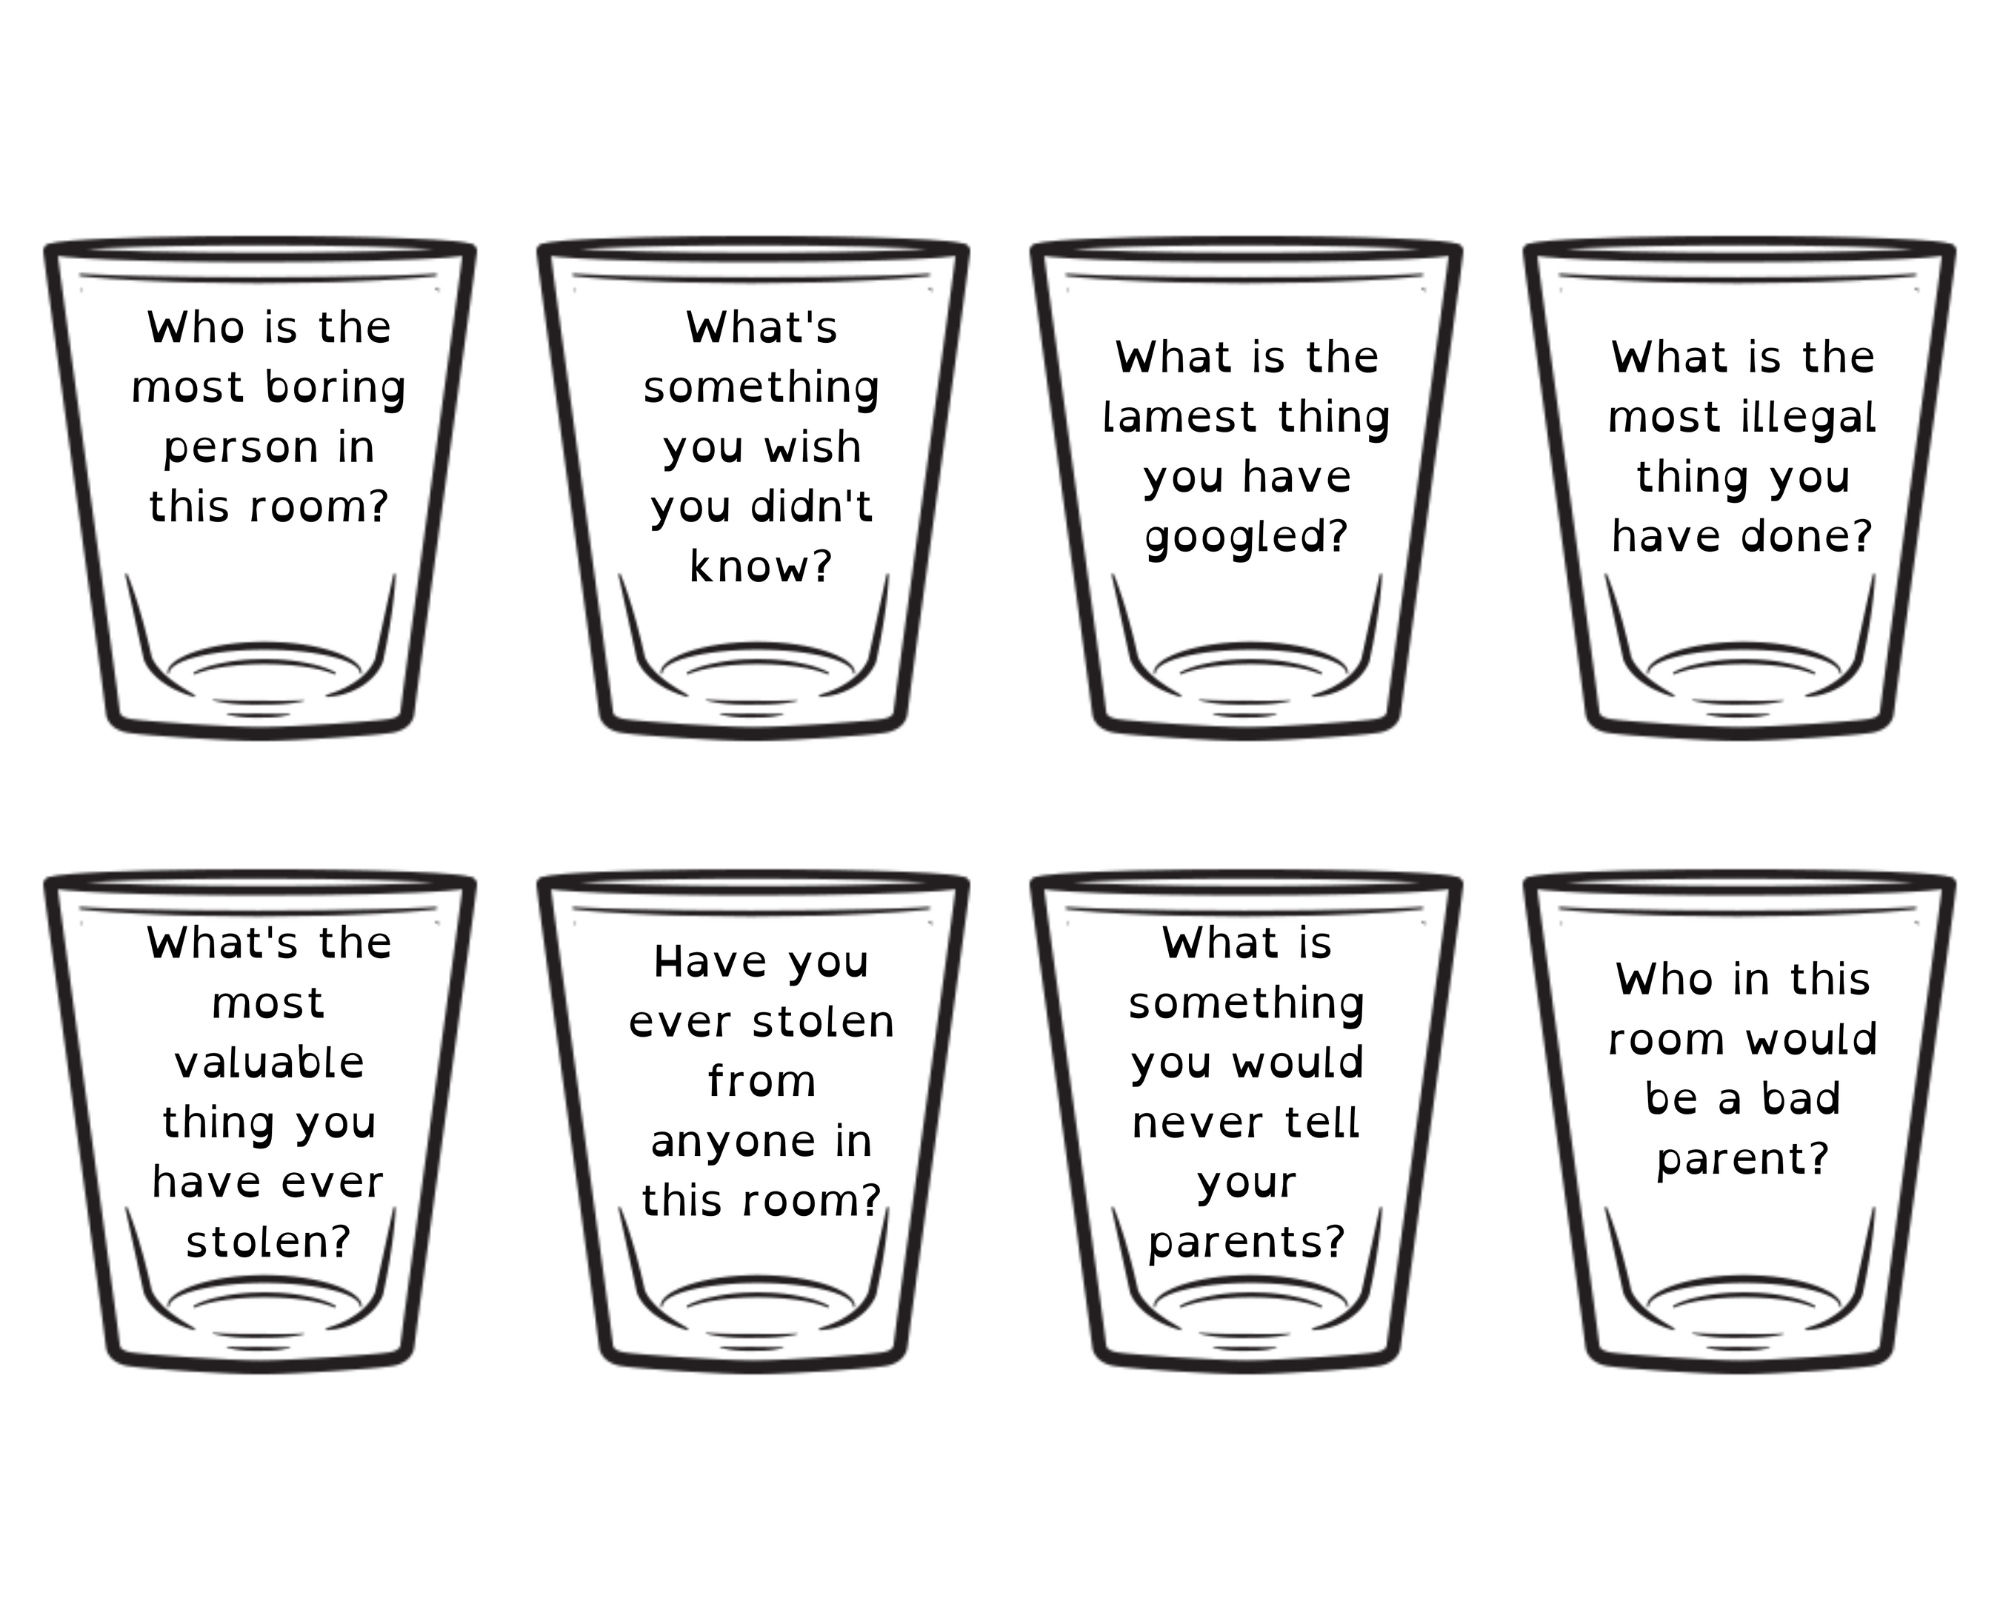 Who is the
most boring
person in
this room?
What's
something
you wish
you didn't
know?
What is the
lamest thing
you have
googled?
What is the
most illegal
thing you
have done?
What's the
most
valuable
thing you
have ever
stolen?
Have you
ever stolen
from
anyone in
this room?
What is
something
you would
never tell
your
parents?
Who in this
room would
be a bad
parent?